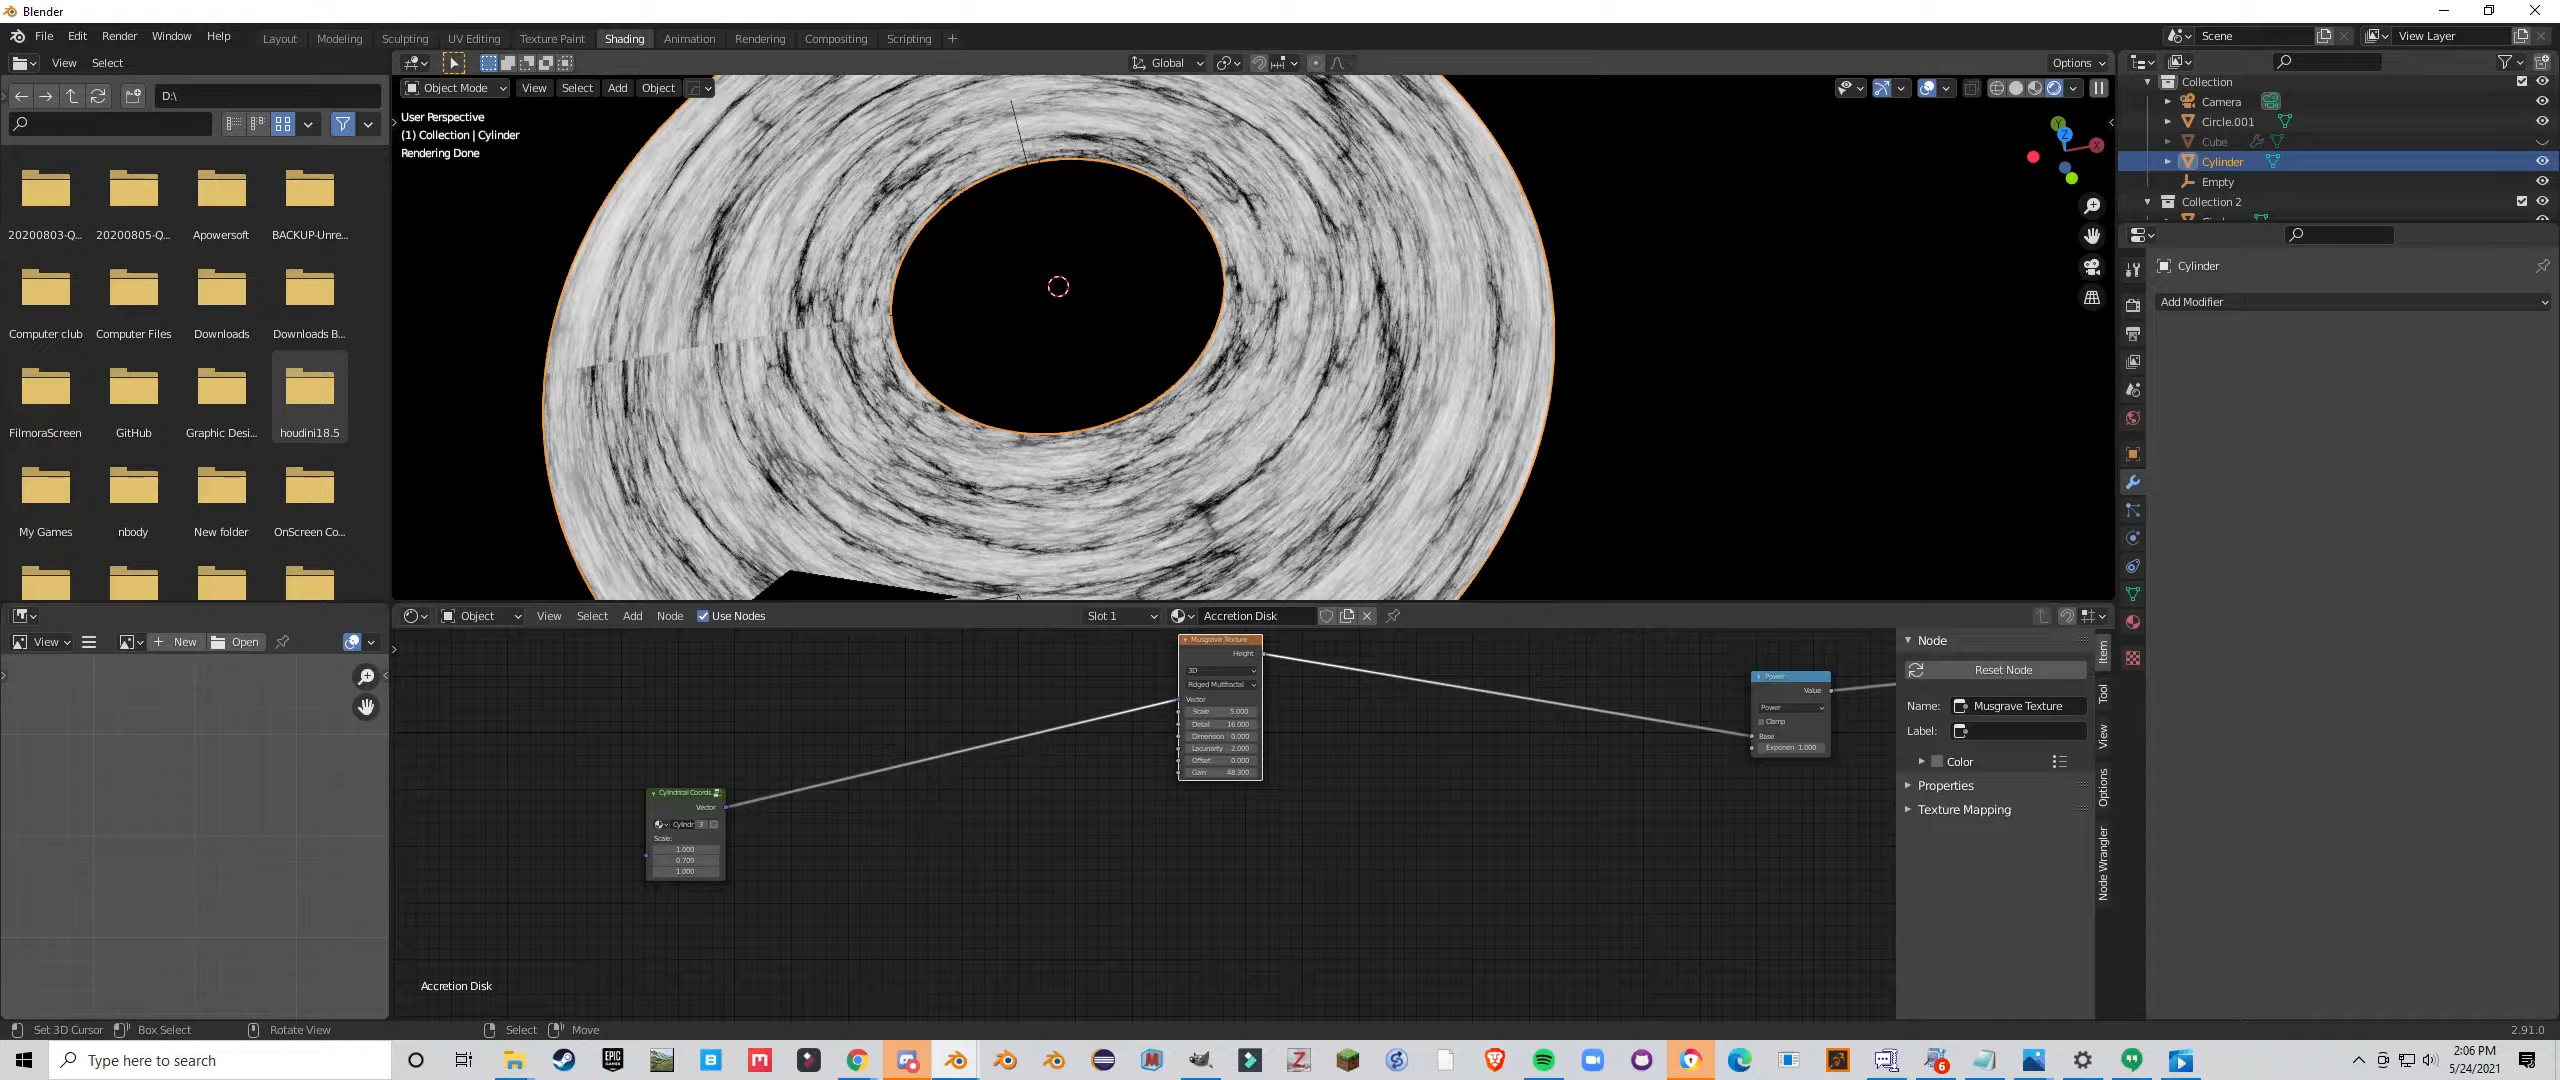 Blender
File Edit Render Window Help
Layout Modeling Sculpting UV Editing Texture Paint Shading Animation Rendering Compositing Scripting
Scene View Layer
View Select
Global Options
D:\
Object Mode View Select Add Object
User Perspective
(1) Collection | Cylinder
Rendering Done
Collection
Camera
Circle.001
Cube
Cylinder
Empty
Collection 2
Cylinder
Add Modifier
20200803-Q... 20200805-Q... Apowersoft BACKUP-Unre...
Computer club Computer Files Downloads Downloads B...
FilmoraScreen GitHub Graphic Desi... houdini18.5
My Games nbody New folder OnScreen Co...
X
Y
Z
Object View Select Add Node Use Nodes Slot 1 Accretion Disk
View New Open
Musgrave Texture
Height
3D
Ridged Multifractal
Vector
Scale 5.000
Detail 16.000
Dimension 0.000
Lacunarity 2.000
Offset 0.000
Gain 48.300
Power
Value
Power
Clamp
Base
Exponen 1.000
Cylindrical Coords
Vector
Cylindr 3
Scale:
1.000
0.700
1.000
Node
Reset Node
Name: Musgrave Texture
Label:
Color
Properties
Texture Mapping
Item
Tool
View
Options
Node Wrangler
Accretion Disk
Set 3D Cursor Box Select Rotate View Select Move 2.91.0
Type here to search
EPIC GAMES
6
2:06 PM
5/24/2021